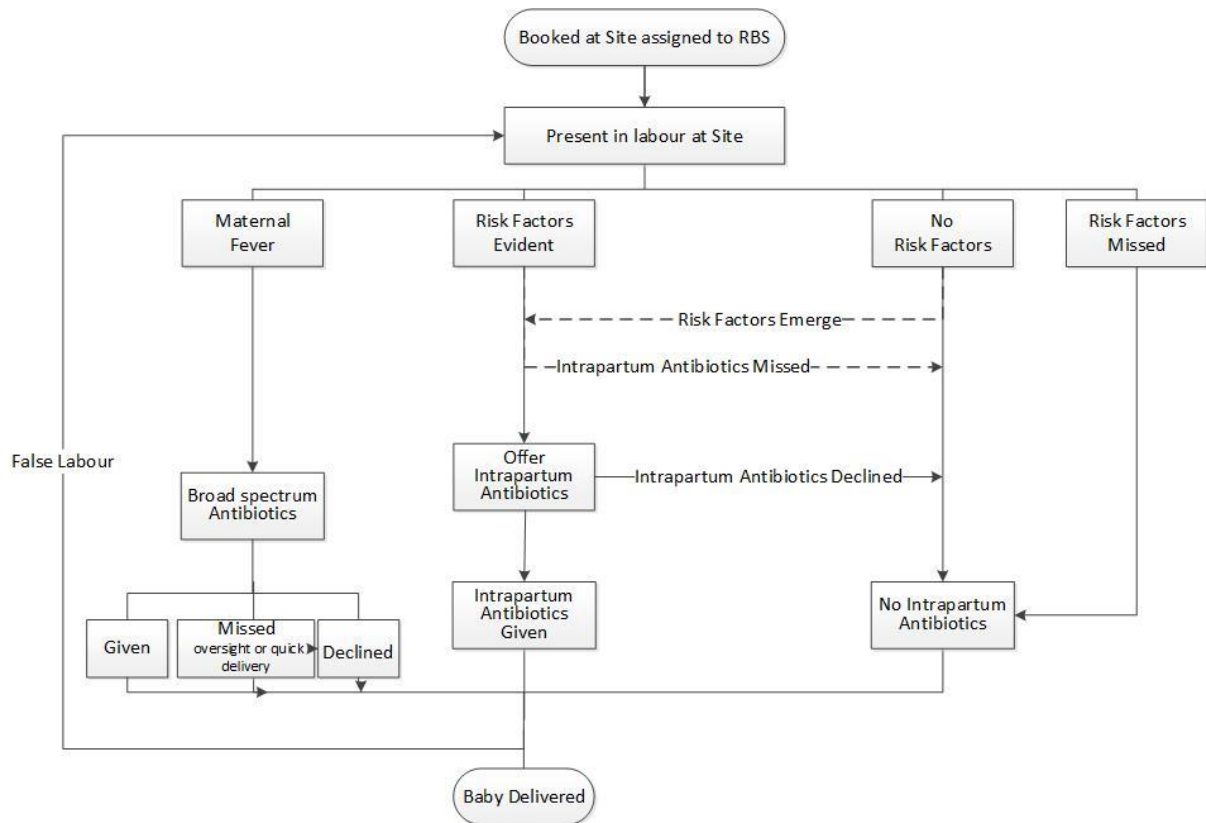 Booked at Site assigned to RBS
Present in labour at Site
Maternal
Fever
Risk Factors
Evident
No
Risk Factors
Risk Factors
Missed
Risk Factors Emerge
Intrapartum Antibiotics Missed
False Labour
Offer
Intrapartum
Antibiotics
Intrapartum Antibiotics Declined
Broad spectrum
Antibiotics
Given
Missed
oversight or quick
delivery
Declined
Intrapartum
Antibiotics
Given
No Intrapartum
Antibiotics
Baby Delivered